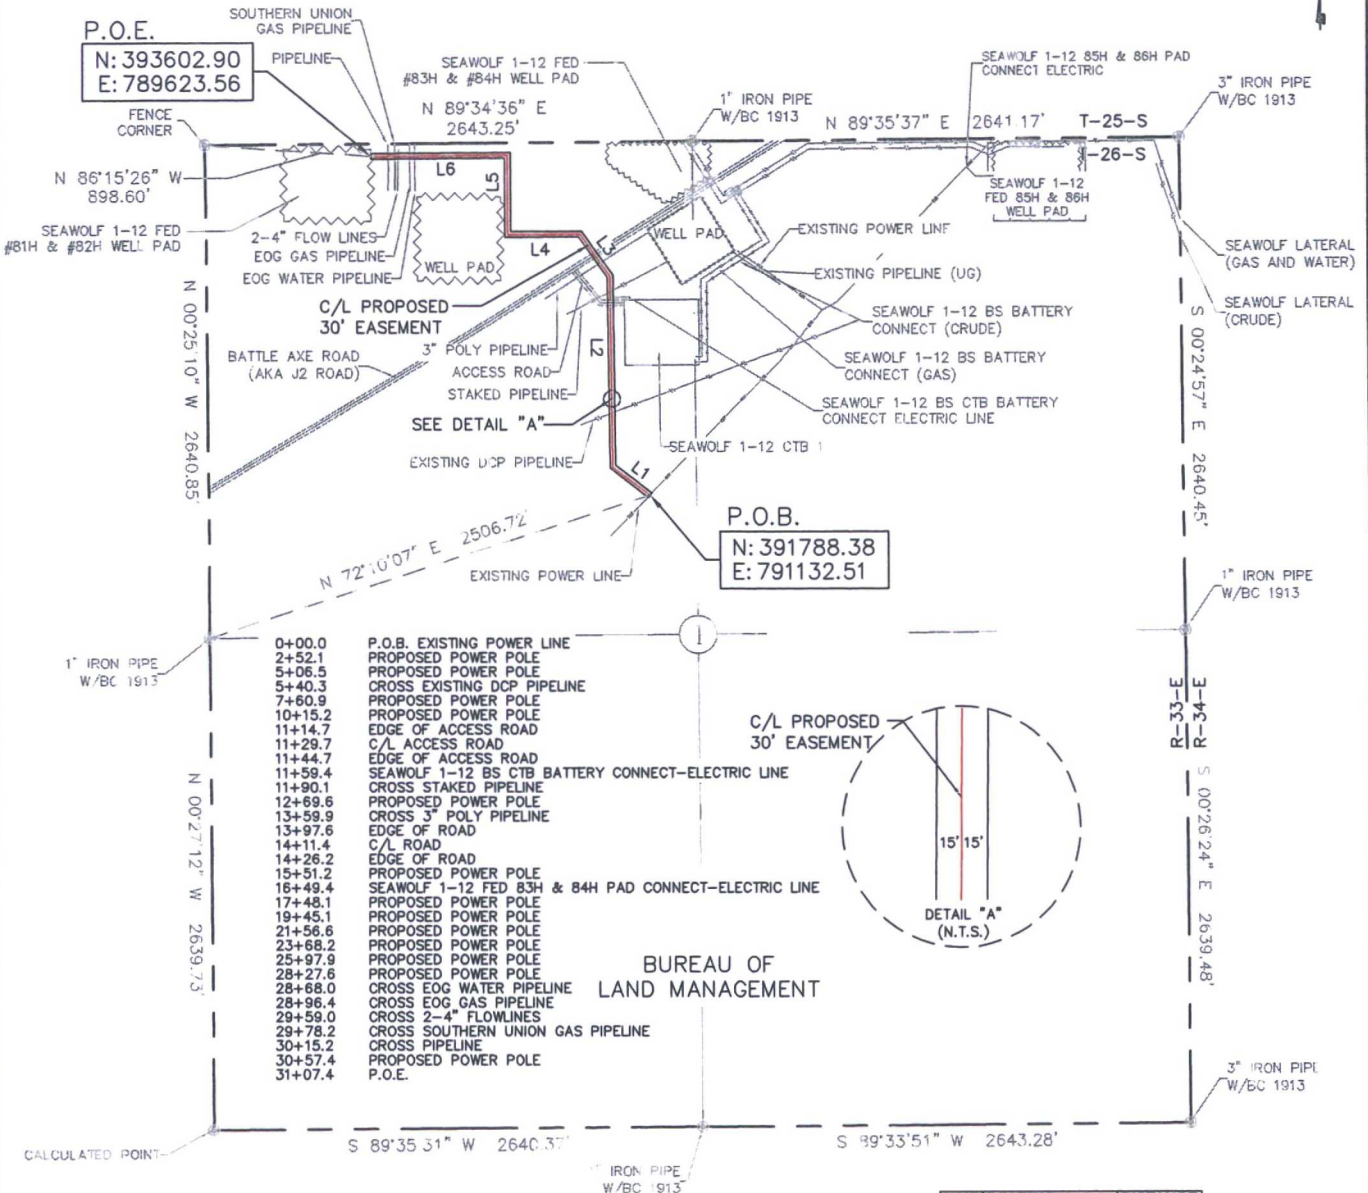 P.O.E.
N: 393602.90
E: 789623.56
SOUTHERN UNION
GAS PIPELINE
PIPELINE
FENCE
CORNER
SEAWOLF 1-12 FED
#83H & #84H WELL PAD
N 89°34'36" E
2643.25'
1" IRON PIPE
W/BC 1913
N 89°35'37" E 2641.17'
SEAWOLF 1-12 85H & 86H PAD
CONNECT ELECTRIC
3" IRON PIPE
W/BC 1913
T-25-S
-26-S
N 86°15'26" W
898.60'
SEAWOLF 1-12 FED
#81H & #82H WELL PAD
L6
L5
L4
L3
L2
L1
2-4" FLOW LINES
EOG GAS PIPELINE
EOG WATER PIPELINE
WELL PAD
WELL PAD
C/L PROPOSED
30' EASEMENT
SEAWOLF 1-12
FED 85H & 86H
WELL PAD
EXISTING POWER LINE
EXISTING PIPELINE (UG)
SEAWOLF LATERAL
(GAS AND WATER)
SEAWOLF LATERAL
(CRUDE)
SEAWOLF 1-12 BS BATTERY
CONNECT (CRUDE)
SEAWOLF 1-12 BS BATTERY
CONNECT (GAS)
SEAWOLF 1-12 BS CTB BATTERY
CONNECT ELECTRIC LINE
SEAWOLF 1-12 CTB 1
BATTLE AXE ROAD
(AKA J2 ROAD)
3" POLY PIPELINE
ACCESS ROAD
STAKED PIPELINE
SEE DETAIL "A"
EXISTING DCP PIPELINE
N 00°25'10" W 2640.85'
S 00°24'57" E 2640.45'
N 72°10'07" E 2506.72'
EXISTING POWER LINE
P.O.B.
N: 391788.38
E: 791132.51
1" IRON PIPE
W/BC 1913
1" IRON PIPE
W/BC 1913
1
R-33-E
R-34-E
0+00.0 P.O.B. EXISTING POWER LINE
2+52.1 PROPOSED POWER POLE
5+06.5 PROPOSED POWER POLE
5+40.3 CROSS EXISTING DCP PIPELINE
7+60.9 PROPOSED POWER POLE
10+15.2 PROPOSED POWER POLE
11+14.7 EDGE OF ACCESS ROAD
11+29.7 C/L ACCESS ROAD
11+44.7 EDGE OF ACCESS ROAD
11+59.4 SEAWOLF 1-12 BS CTB BATTERY CONNECT-ELECTRIC LINE
11+90.1 CROSS STAKED PIPELINE
12+69.6 PROPOSED POWER POLE
13+59.9 CROSS 3" POLY PIPELINE
13+97.6 EDGE OF ROAD
14+11.4 C/L ROAD
14+26.2 EDGE OF ROAD
15+51.2 PROPOSED POWER POLE
16+49.4 SEAWOLF 1-12 FED 83H & 84H PAD CONNECT-ELECTRIC LINE
17+48.1 PROPOSED POWER POLE
19+45.1 PROPOSED POWER POLE
21+56.6 PROPOSED POWER POLE
23+68.2 PROPOSED POWER POLE
25+97.9 PROPOSED POWER POLE
28+27.6 PROPOSED POWER POLE
28+68.0 CROSS EOG WATER PIPELINE
28+96.4 CROSS EOG GAS PIPELINE
29+59.0 CROSS 2-4" FLOWLINES
29+78.2 CROSS SOUTHERN UNION GAS PIPELINE
30+15.2 CROSS PIPELINE
30+57.4 PROPOSED POWER POLE
31+07.4 P.O.E.
C/L PROPOSED
30' EASEMENT
15' 15'
DETAIL "A"
(N.T.S.)
BUREAU OF
LAND MANAGEMENT
N 00°27'12" W 2639.73'
S 00°26'24" E 2639.48'
CALCULATED POINT
S 89°35'31" W 2640.37'
IRON PIPE
W/BC 1913
S 89°33'51" W 2643.28'
3" IRON PIPE
W/BC 1913